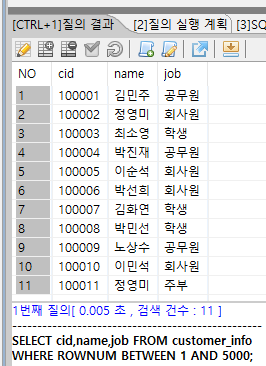 [CTRL+1]질의 결과 [2]질의 실행 계획 [3]SQ
NO cid name job
1 100001 김민주 공무원
2 100002 정영미 회사원
3 100003 최소영 학생
4 100004 박진재 공무원
5 100005 이순석 회사원
6 100006 박선희 회사원
7 100007 김화연 학생
8 100008 박민선 학생
9 100009 노상수 공무원
10 100010 이민석 회사원
11 100011 정영미 주부
1번째 질의[ 0.005 초 , 검색 건수 : 11 ]
------------------------------------------------
SELECT cid,name,job FROM customer_info
WHERE ROWNUM BETWEEN 1 AND 5000;